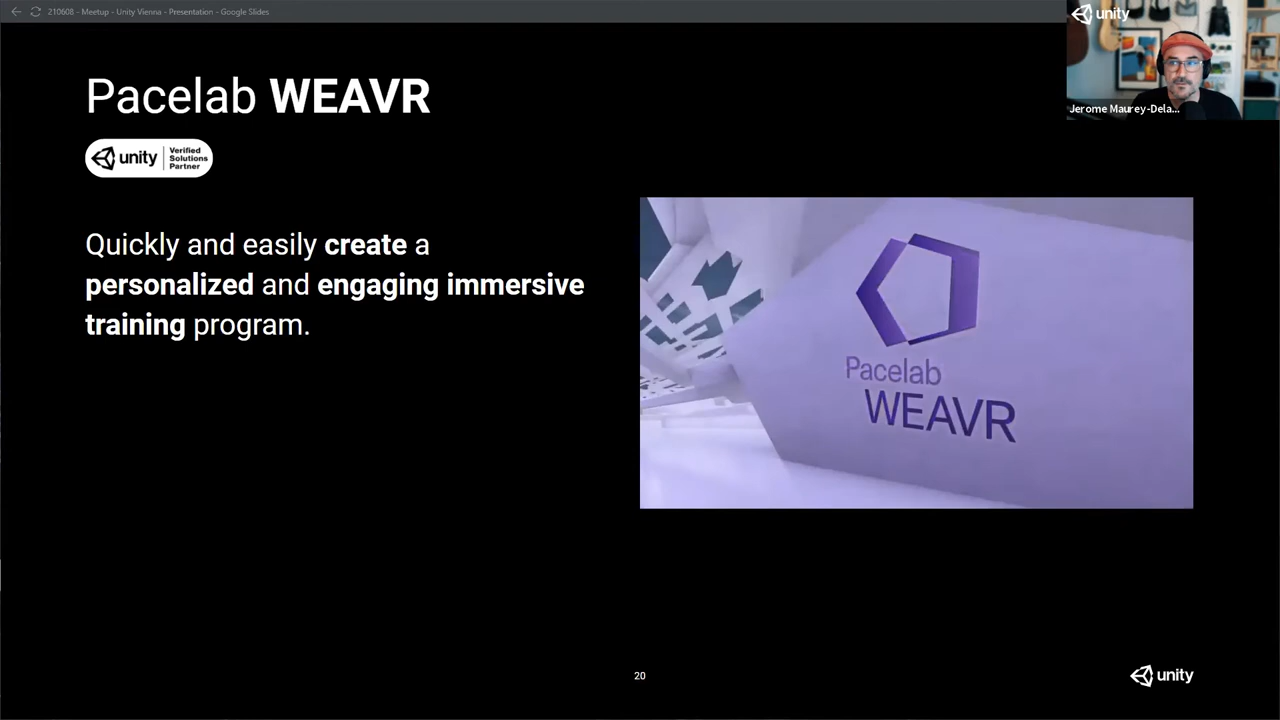 210608 - Meetup - Unity Vienna - Presentation - Google Slides
unity
Jerome Maurey-Dela...
Pacelab WEAVR
unity
Verified
Solutions
Partner
Quickly and easily create a
personalized and engaging immersive
training program.
Pacelab
WEAVR
20
unity